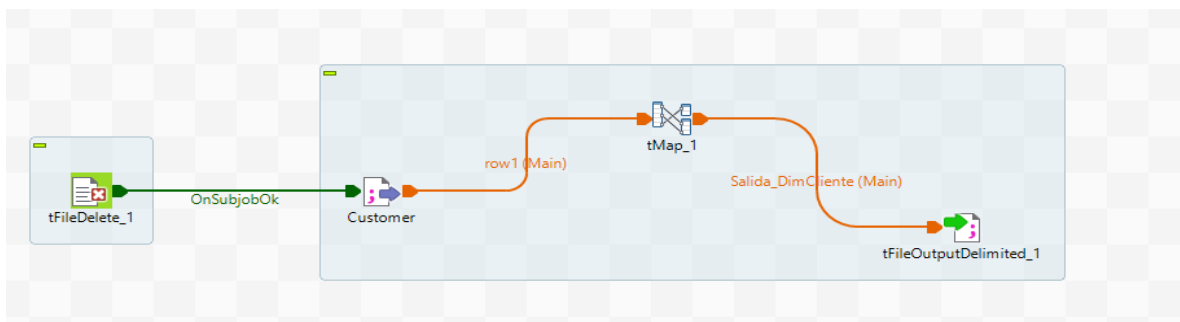 tMap_1
row1 (Main)
Salida_DimCliente (Main)
OnSubjobOk
tFileDelete_1
Customer
tFileOutputDelimited_1